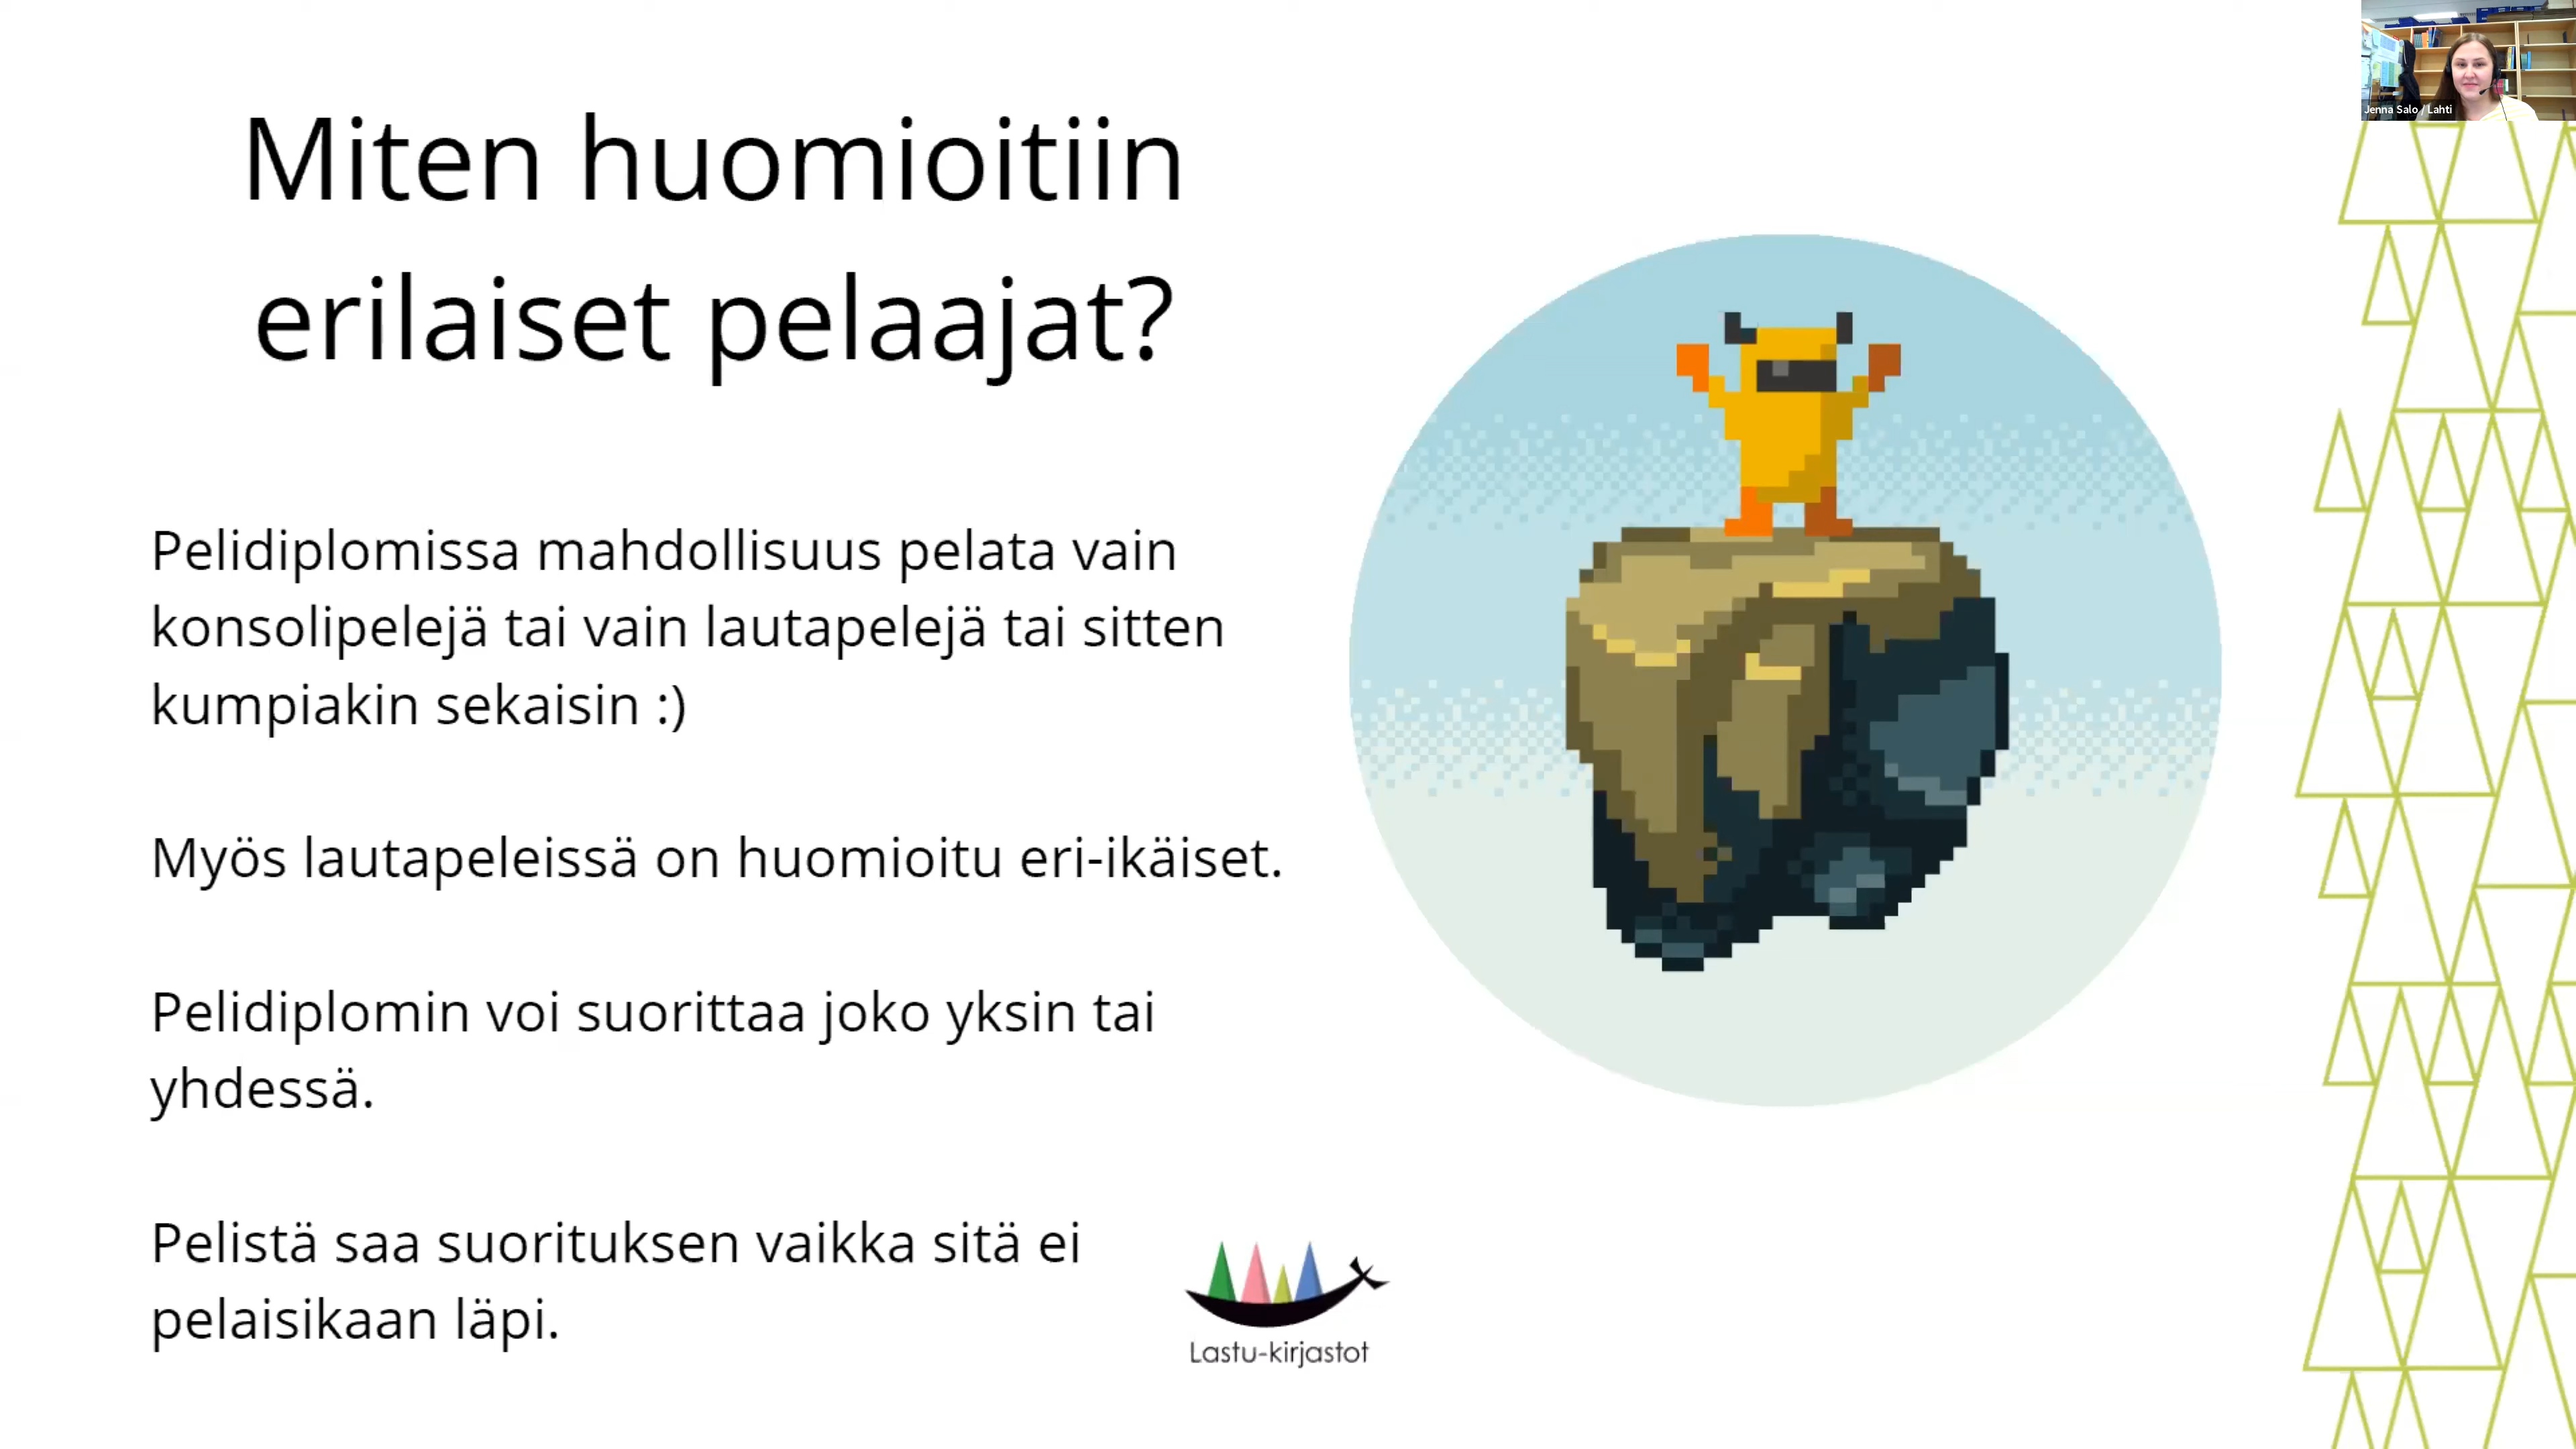 Jenna Salo / Lahti
Miten huomioitiin
erilaiset pelaajat?
Pelidiplomissa mahdollisuus pelata vain
konsolipelejä tai vain lautapelejä tai sitten
kumpiakin sekaisin :)
Myös lautapeleissä on huomioitu eri-ikäiset.
Pelidiplomin voi suorittaa joko yksin tai
yhdessä.
Pelistä saa suorituksen vaikka sitä ei
pelaisikaan läpi.
Lastu-kirjastot